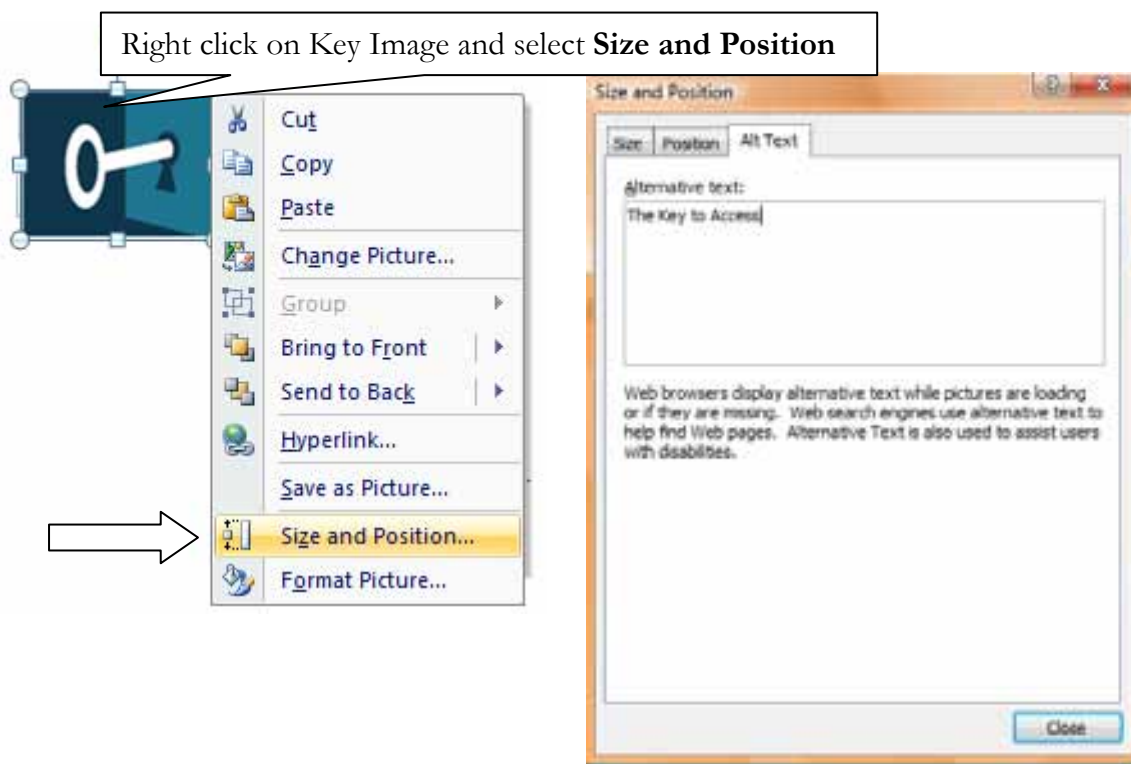 Right click on Key Image and select Size and Position
Cut
Copy
Paste
Change Picture...
Group
Bring to Front
Send to Back
Hyperlink...
Save as Picture...
Size and Position...
Format Picture...
Size and Position
Size Position Alt Text
Alternative text:
The Key to Access
Web browsers display alternative text while pictures are loading
or if they are missing. Web search engines use alternative text to
help find Web pages. Alternative Text is also used to assist users
with disabilities.
Close